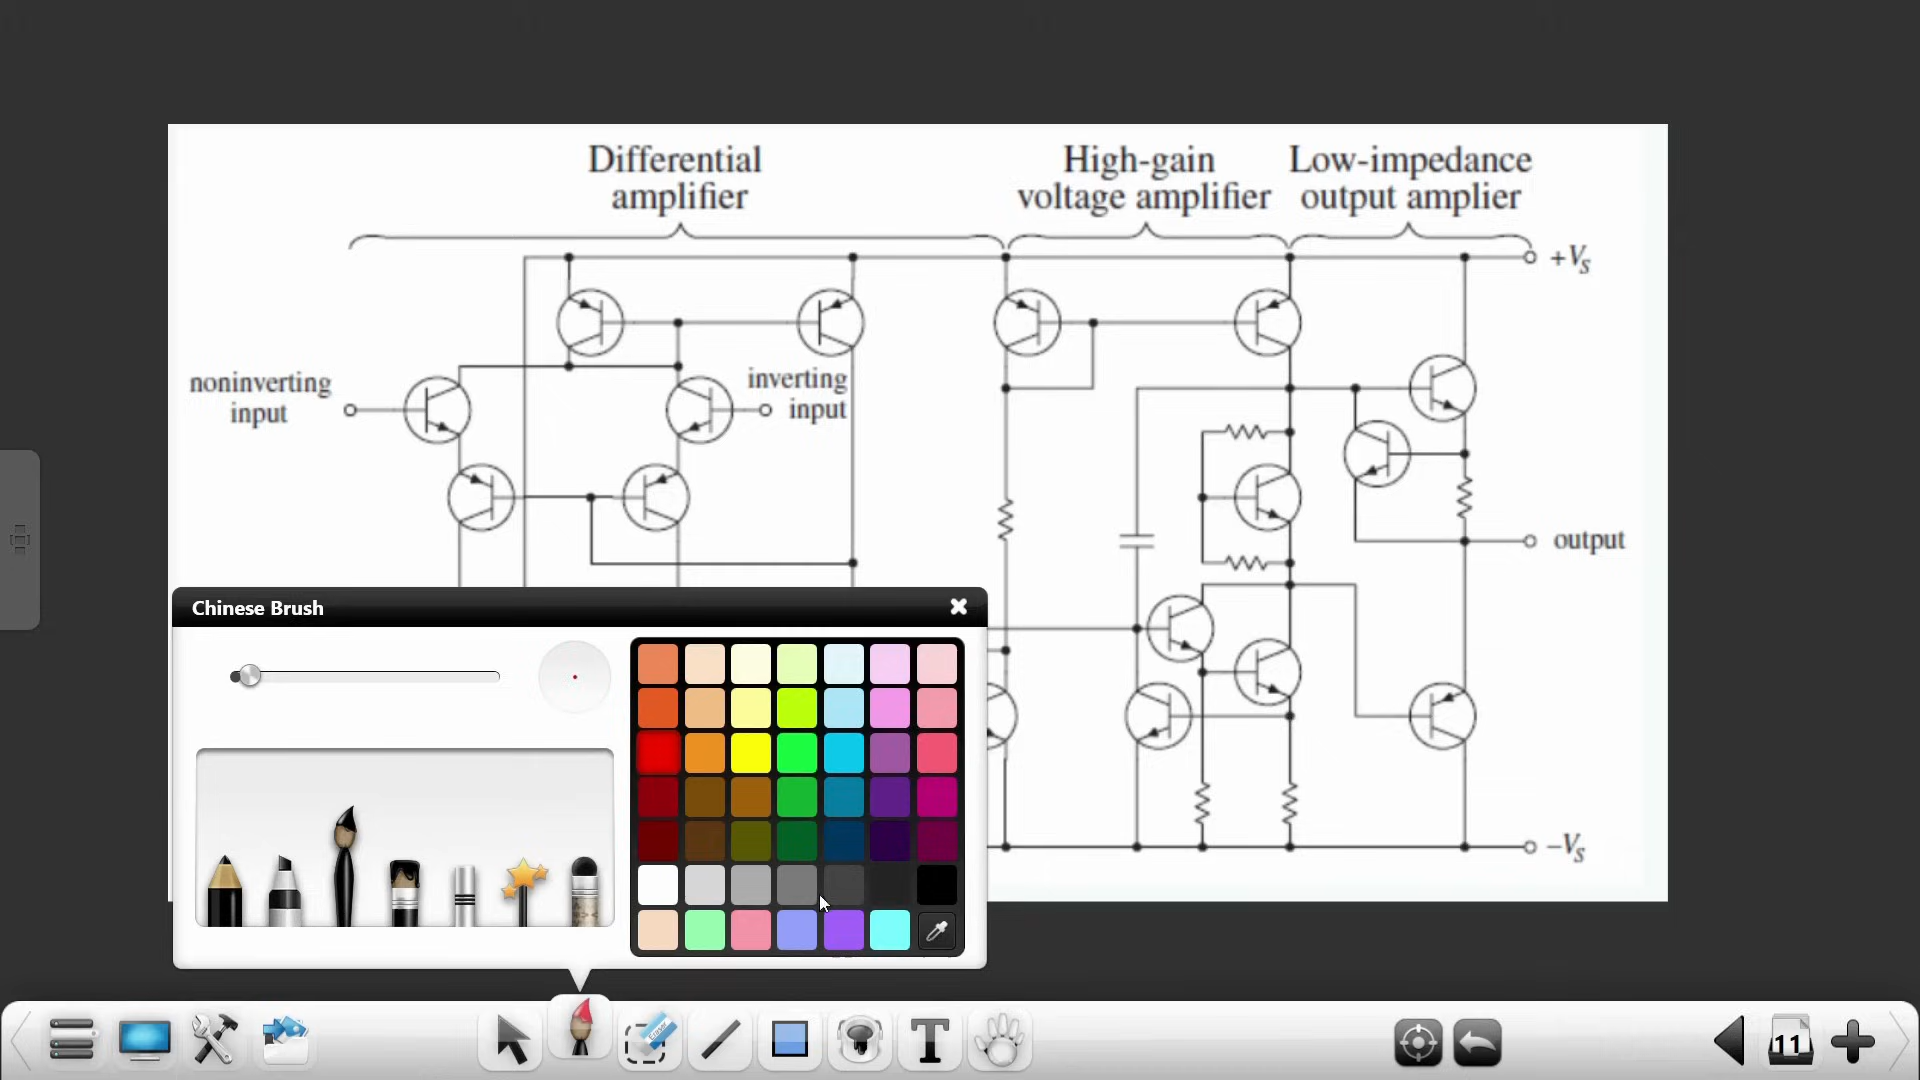 Differential
amplifier
High-gain
voltage amplifier
Low-impedance
output amplier
+Vs
noninverting
input
inverting
input
output
Chinese Brush
−Vs
Eraser
T
11